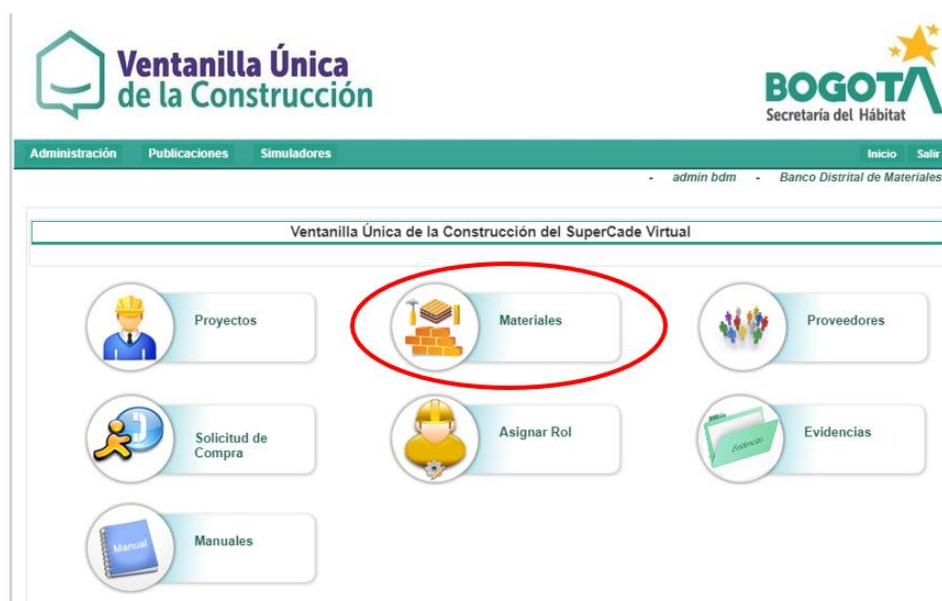 Ventanilla Única
de la Construcción
BOGOTÁ
Secretaría del Hábitat
Administración Publicaciones Simuladores Inicio Salir
- admin bdm - Banco Distrital de Materiales
Ventanilla Única de la Construcción del SuperCade Virtual
Proyectos
Materiales
Proveedores
Solicitud de
Compra
Asignar Rol
Evidencias
Evidencias
Manual
Manuales